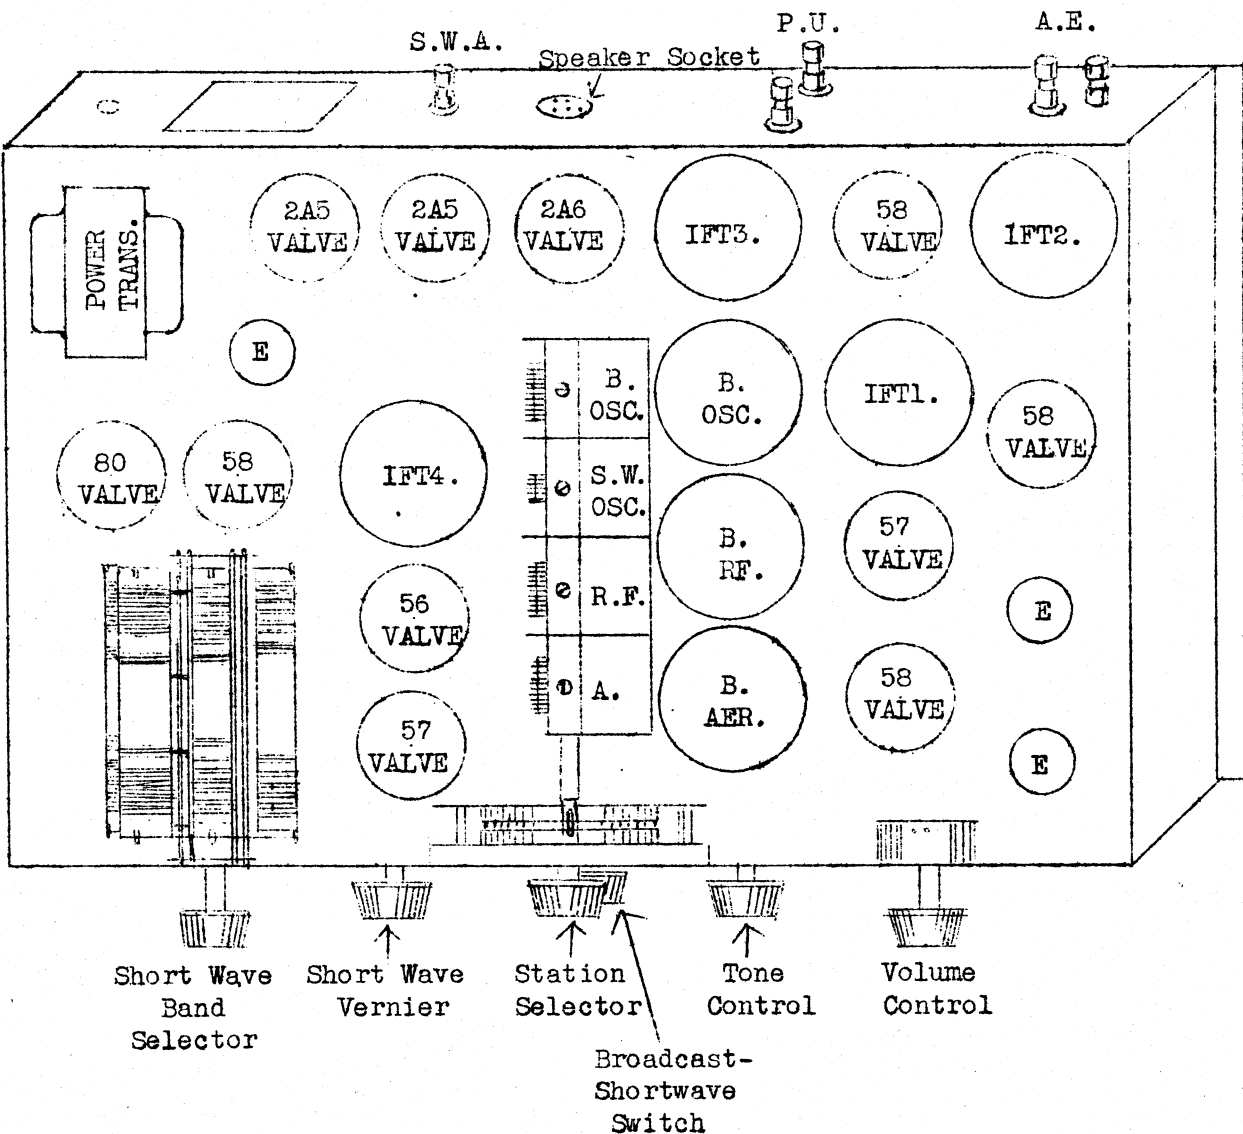 S.W.A.
Speaker Socket
P.U.
A.E.
POWER
TRANS.
2A5
VALVE
2A5
VALVE
2A6
VALVE
IFT3.
58
VALVE
1FT2.
E
B.
OSC.
B.
OSC.
IFT1.
58
VALVE
80
VALVE
58
VALVE
IFT4.
S.W.
OSC.
B.
RF.
57
VALVE
56
VALVE
R.F.
E
57
VALVE
A.
B.
AER.
58
VALVE
E
Short Wave
Band
Selector
Short Wave
Vernier
Station
Selector
Tone
Control
Volume
Control
Broadcast-
Shortwave
Switch